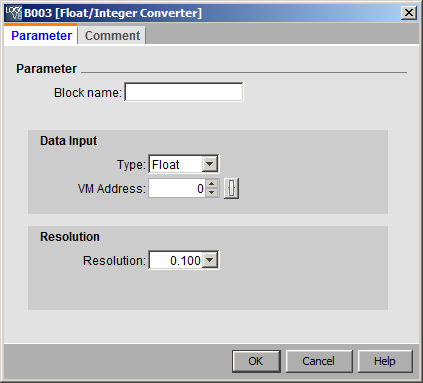 B003 [Float/Integer Converter]
Parameter Comment
Parameter
Block name:
Data Input
Type: Float
VM Address: 0
Resolution
Resolution: 0.100
OK Cancel Help